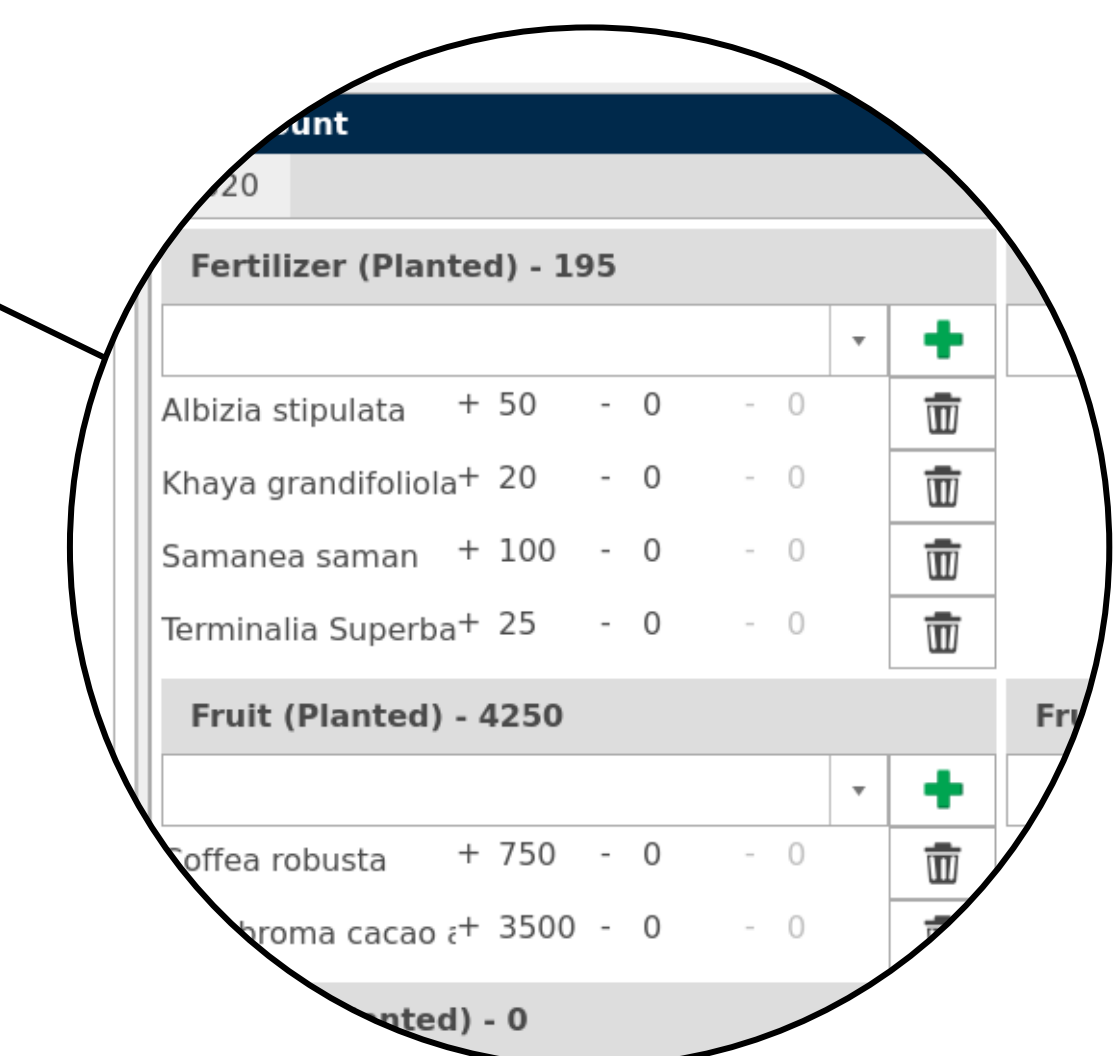 unt
20
Fertilizer (Planted) - 195
Albizia stipulata + 50 - 0 - 0
Khaya grandifoliola + 20 - 0 - 0
Samanea saman + 100 - 0 - 0
Terminalia Superba + 25 - 0 - 0
Fruit (Planted) - 4250 Fru
Coffea robusta + 750 - 0 - 0
broma cacao + 3500 - 0 - 0
nted) - 0